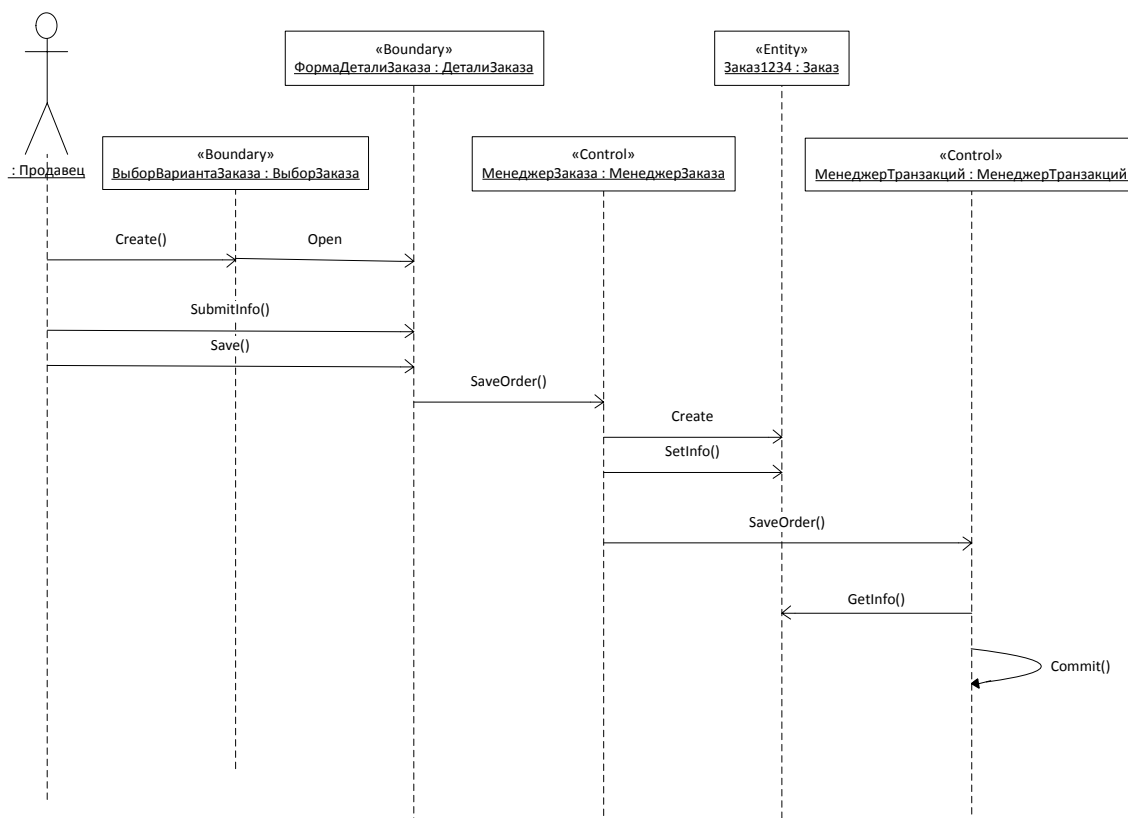 «Boundary»
ФормаДеталиЗаказа : ДеталиЗаказа
«Entity»
Заказ1234 : Заказ
: Продавец
«Boundary»
ВыборВариантаЗаказа : ВыборЗаказа
«Control»
МенеджерЗаказа : МенеджерЗаказа
«Control»
МенеджерТранзакций : МенеджерТранзакций
Create()
Open
SubmitInfo()
Save()
SaveOrder()
Create
SetInfo()
SaveOrder()
GetInfo()
Commit()